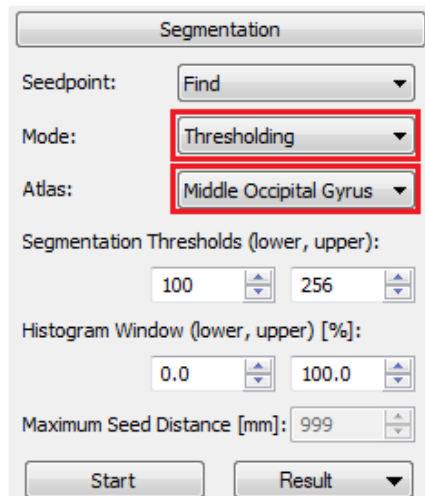 Segmentation
Seedpoint: Find
Mode: Thresholding
Atlas: Middle Occipital Gyrus
Segmentation Thresholds (lower, upper):
100 256
Histogram Window (lower, upper) [%]:
0.0 100.0
Maximum Seed Distance [mm]: 999
Start Result